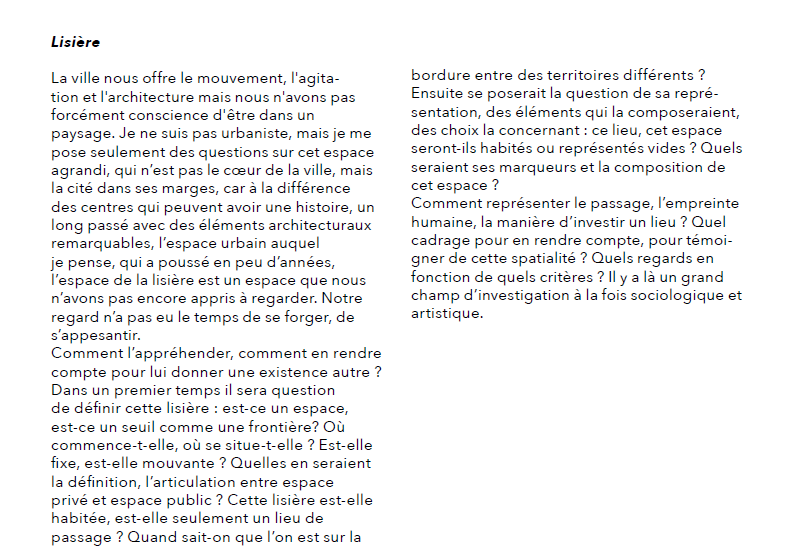 Lisière
La ville nous offre le mouvement, l'agita-
tion et l'architecture mais nous n'avons pas
forcément conscience d'être dans un
paysage. Je ne suis pas urbaniste, mais je me
pose seulement des questions sur cet espace
agrandi, qui n’est pas le cœur de la ville, mais
la cité dans ses marges, car à la différence
des centres qui peuvent avoir une histoire, un
long passé avec des éléments architecturaux
remarquables, l’espace urbain auquel
je pense, qui a poussé en peu d’années,
l’espace de la lisière est un espace que nous
n’avons pas encore appris à regarder. Notre
regard n’a pas eu le temps de se forger, de
s’appesantir.
Comment l’appréhender, comment en rendre
compte pour lui donner une existence autre ?
Dans un premier temps il sera question
de définir cette lisière : est-ce un espace,
est-ce un seuil comme une frontière? Où
commence-t-elle, où se situe-t-elle ? Est-elle
fixe, est-elle mouvante ? Quelles en seraient
la définition, l’articulation entre espace
privé et espace public ? Cette lisière est-elle
habitée, est-elle seulement un lieu de
passage ? Quand sait-on que l’on est sur la
bordure entre des territoires différents ?
Ensuite se poserait la question de sa repré-
sentation, des éléments qui la composeraient,
des choix la concernant : ce lieu, cet espace
seront-ils habités ou représentés vides ? Quels
seraient ses marqueurs et la composition de
cet espace ?
Comment représenter le passage, l’empreinte
humaine, la manière d’investir un lieu ? Quel
cadrage pour en rendre compte, pour témoi-
gner de cette spatialité ? Quels regards en
fonction de quels critères ? Il y a là un grand
champ d’investigation à la fois sociologique et
artistique.